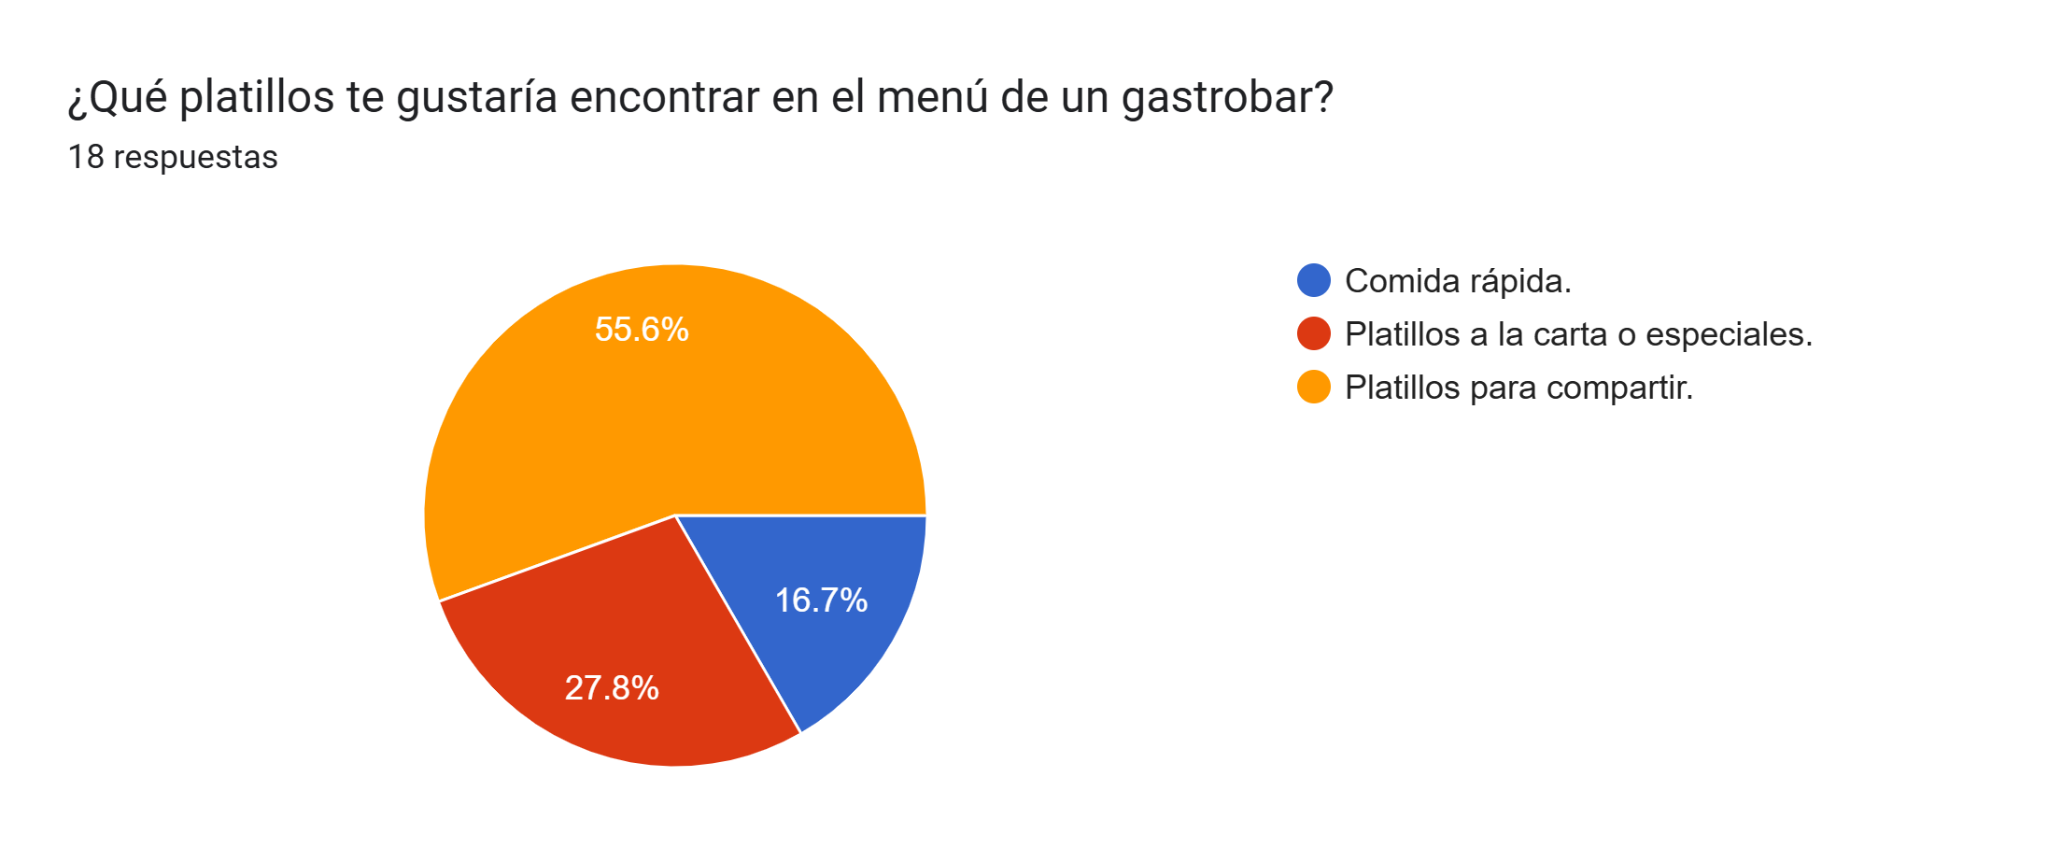 ¿Qué platillos te gustaría encontrar en el menú de un gastrobar?
18 respuestas
55.6%
16.7%
27.8%
Comida rápida.
Platillos a la carta o especiales.
Platillos para compartir.